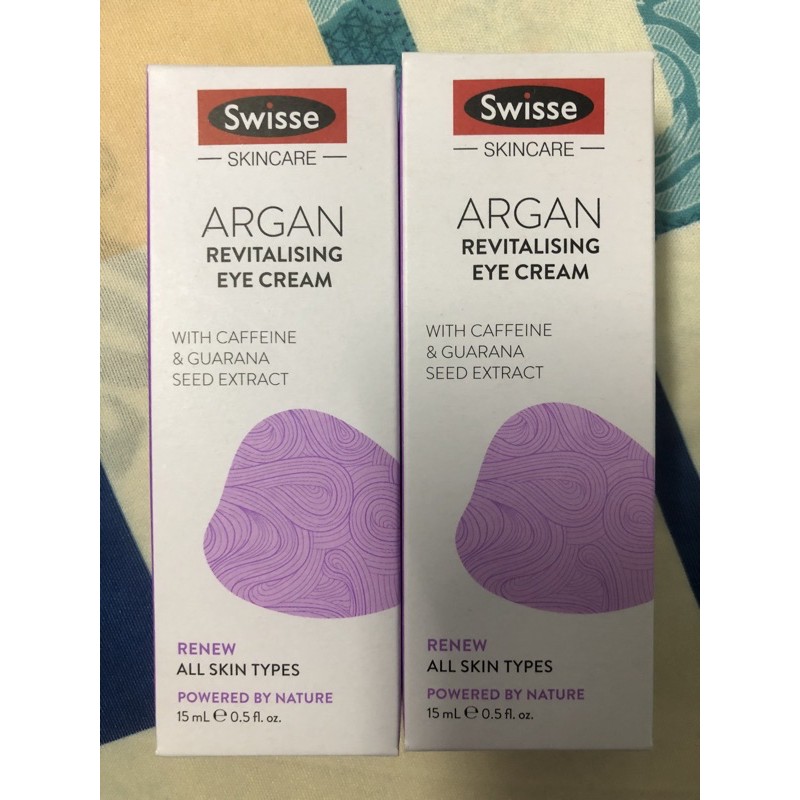 Swisse
SKINCARE
ARGAN
REVITALISING
EYE CREAM
WITH CAFFEINE
& GUARANA
SEED EXTRACT
RENEW
ALL SKIN TYPES
POWERED BY NATURE
15 mL ℮ 0.5 fl. oz.
Swisse
SKINCARE
ARGAN
REVITALISING
EYE CREAM
WITH CAFFEINE
& GUARANA
SEED EXTRACT
RENEW
ALL SKIN TYPES
POWERED BY NATURE
15 mL ℮ 0.5 fl. oz.